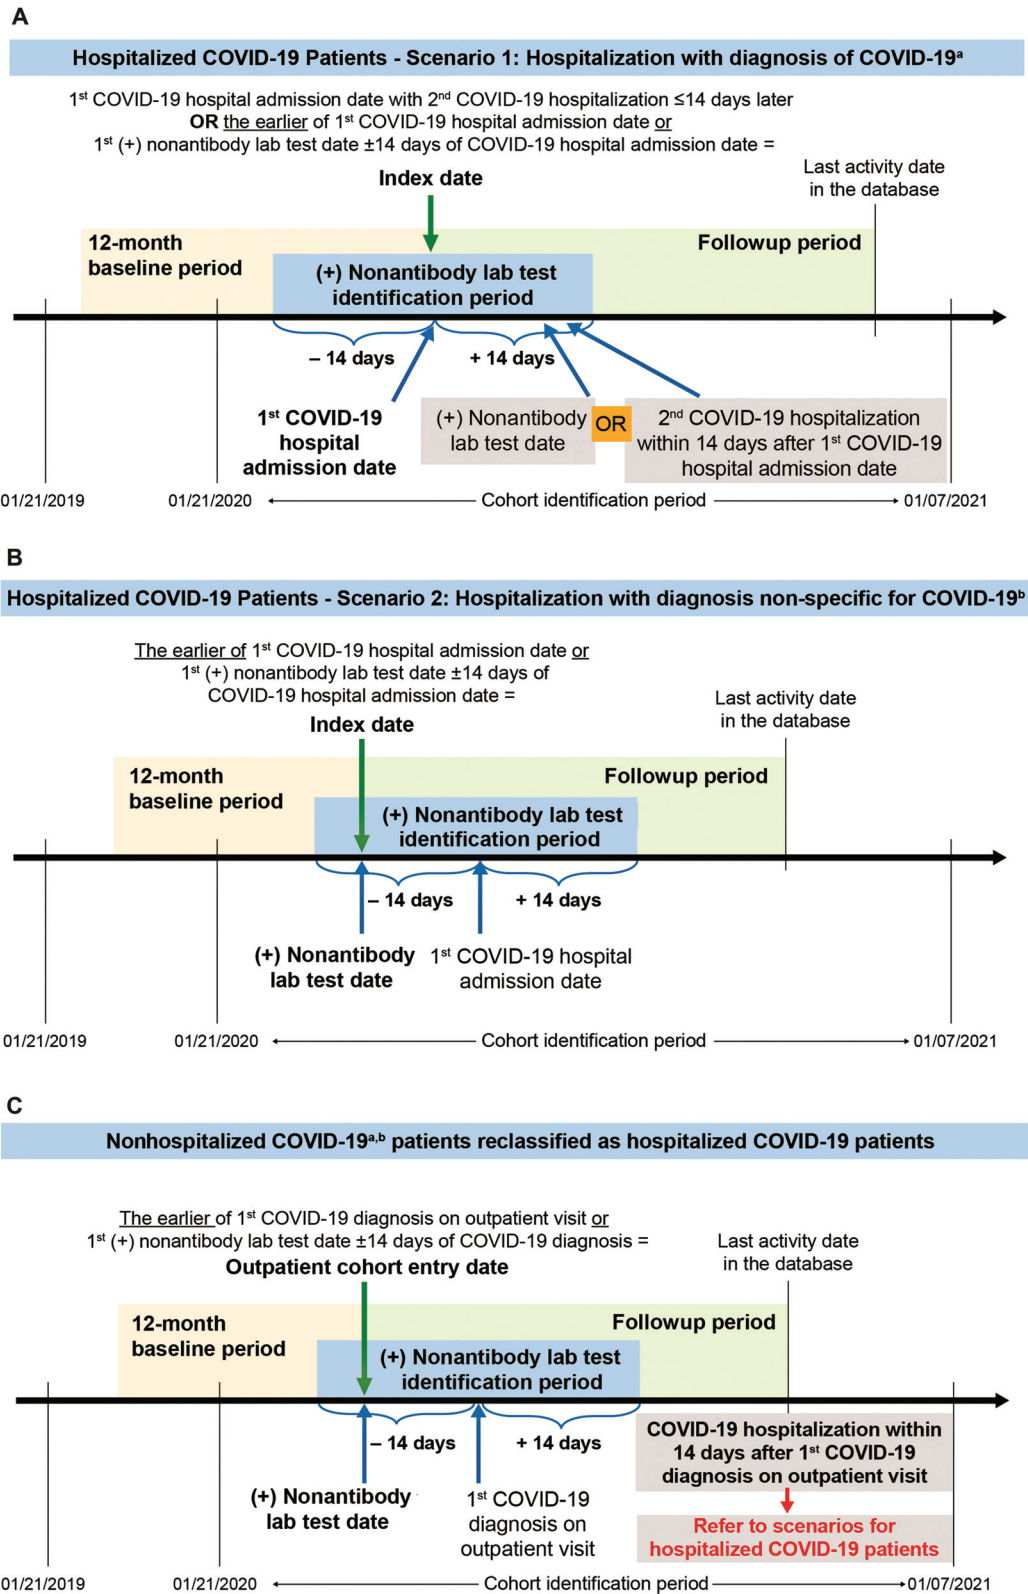 A
Hospitalized COVID-19 Patients - Scenario 1: Hospitalization with diagnosis of COVID-19ᵃ
1st COVID-19 hospital admission date with 2nd COVID-19 hospitalization ≤14 days later
OR the earlier of 1st COVID-19 hospital admission date or
1st (+) nonantibody lab test date ±14 days of COVID-19 hospital admission date =
Index date
Last activity date
in the database
12-month
baseline period
Followup period
(+) Nonantibody lab test
identification period
– 14 days
+ 14 days
1st COVID-19
hospital
admission date
(+) Nonantibody
lab test date
OR
2nd COVID-19 hospitalization
within 14 days after 1st COVID-19
hospital admission date
01/21/2019
01/21/2020
Cohort identification period
01/07/2021
B
Hospitalized COVID-19 Patients - Scenario 2: Hospitalization with diagnosis non-specific for COVID-19ᵇ
The earlier of 1st COVID-19 hospital admission date or
1st (+) nonantibody lab test date ±14 days of
COVID-19 hospital admission date =
Index date
Last activity date
in the database
12-month
baseline period
Followup period
(+) Nonantibody lab test
identification period
– 14 days
+ 14 days
(+) Nonantibody
lab test date
1st COVID-19 hospital
admission date
01/21/2019
01/21/2020
Cohort identification period
01/07/2021
C
Nonhospitalized COVID-19ᵃ,ᵇ patients reclassified as hospitalized COVID-19 patients
The earlier of 1st COVID-19 diagnosis on outpatient visit or
1st (+) nonantibody lab test date ±14 days of COVID-19 diagnosis =
Outpatient cohort entry date
Last activity date
in the database
12-month
baseline period
Followup period
(+) Nonantibody lab test
identification period
– 14 days
+ 14 days
(+) Nonantibody
lab test date
1st COVID-19
diagnosis on
outpatient visit
COVID-19 hospitalization within
14 days after 1st COVID-19
diagnosis on outpatient visit
Refer to scenarios for
hospitalized COVID-19 patients
01/21/2019
01/21/2020
Cohort identification period
01/07/2021